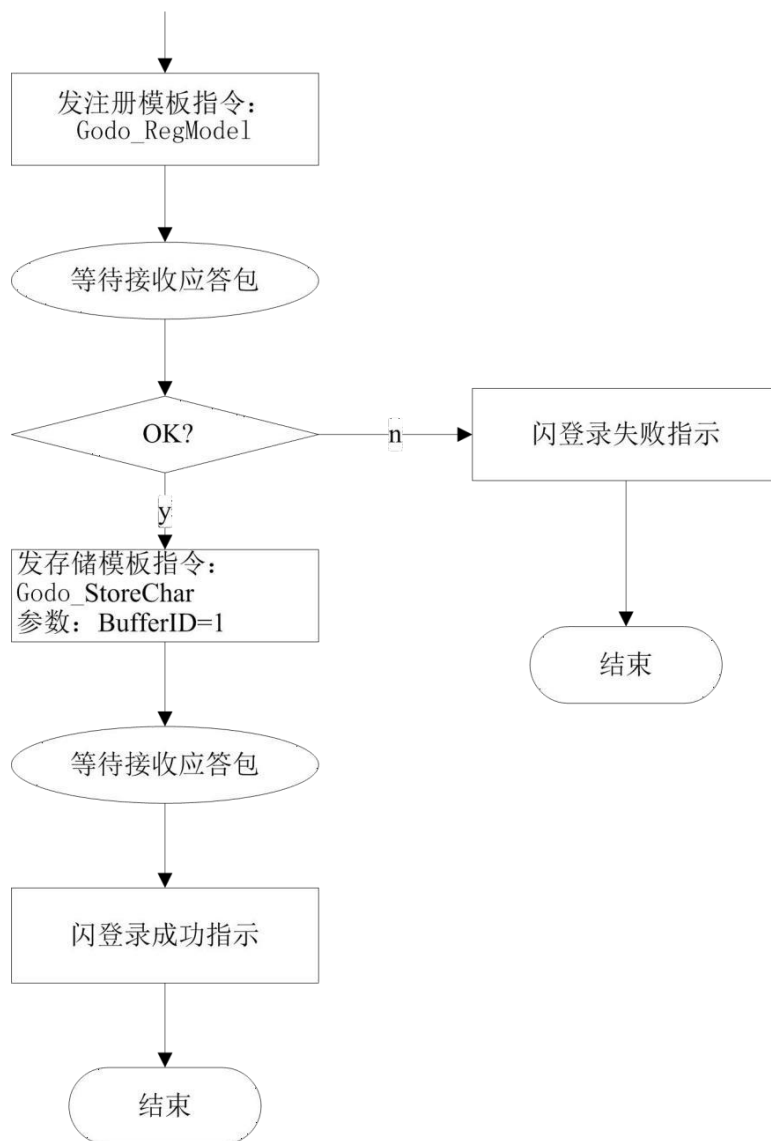 发注册模板指令：
Godo_RegModel
等待接收应答包
OK?
n
闪登录失败指示
y
发存储模板指令：
Godo_StoreChar
参数：BufferID=1
结束
等待接收应答包
闪登录成功指示
结束